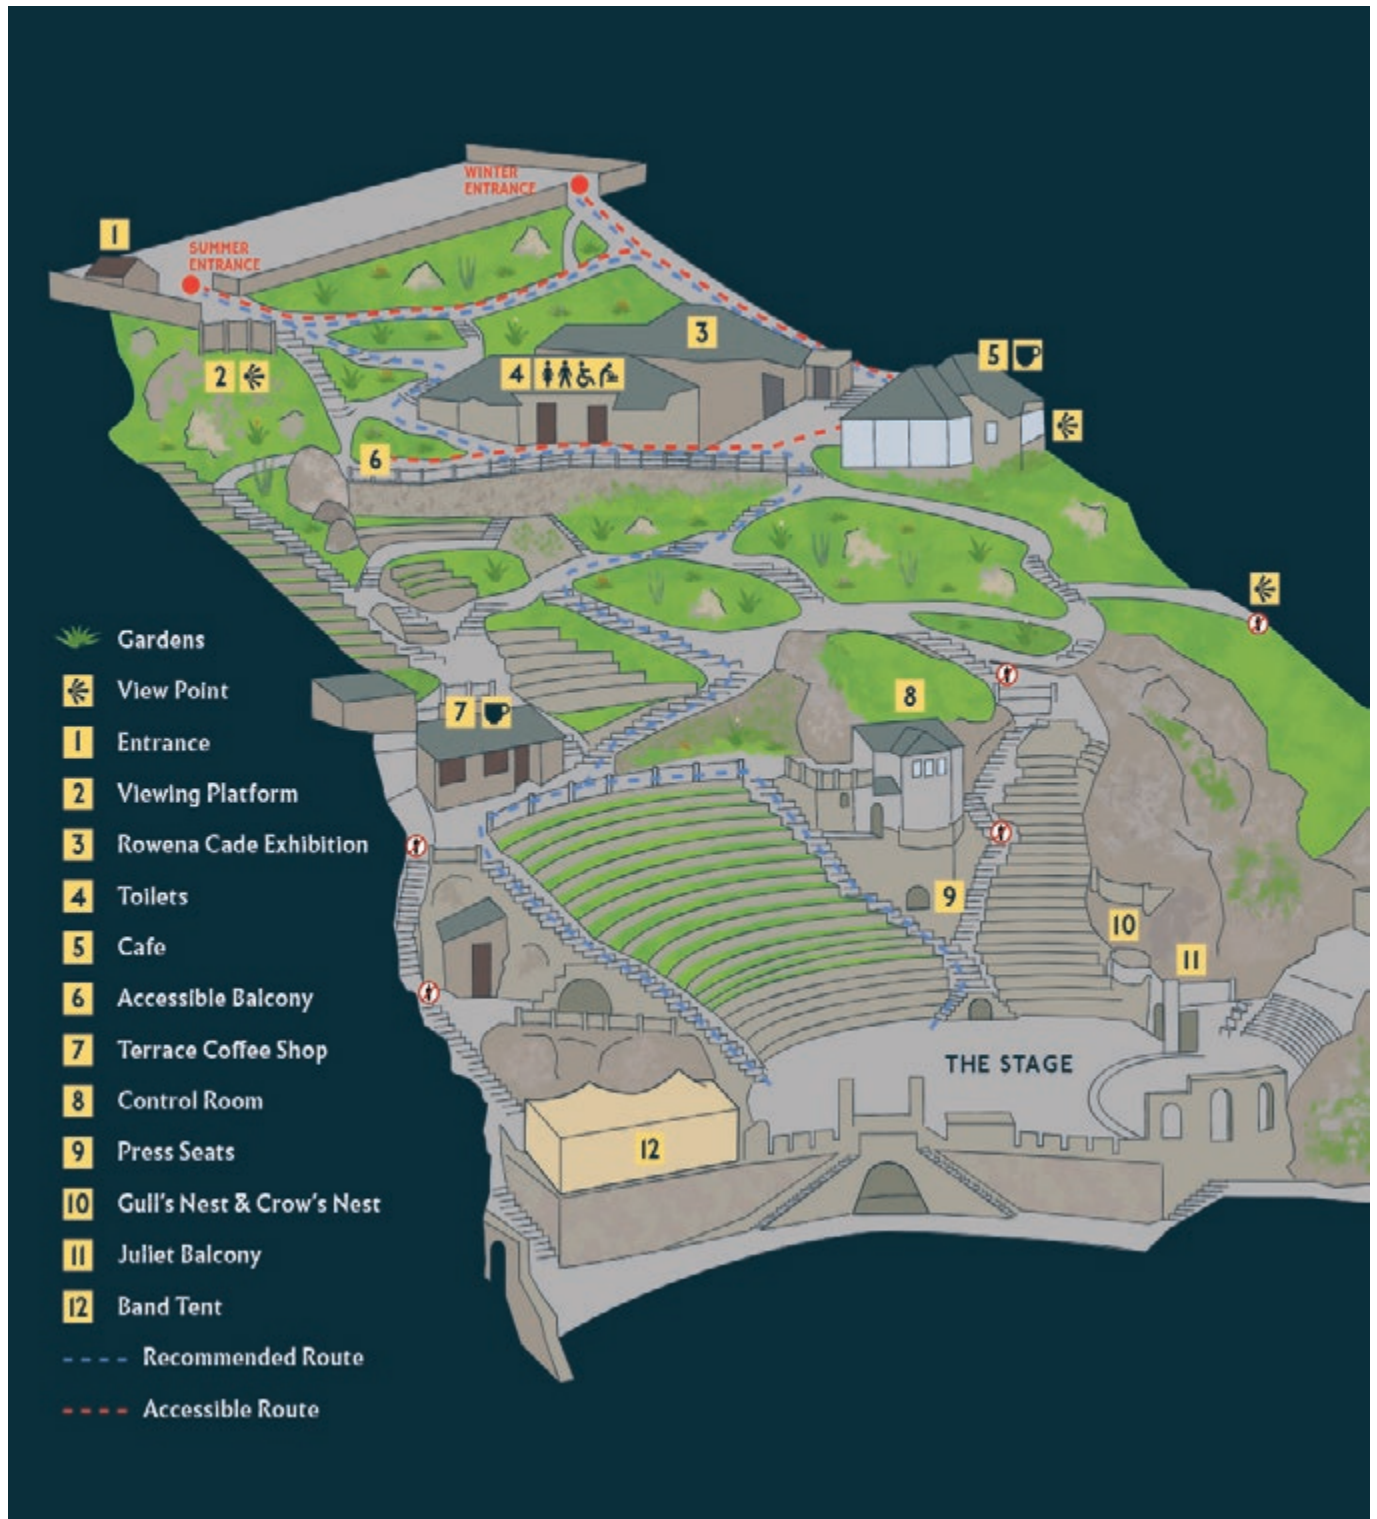 WINTER
ENTRANCE
1
SUMMER
ENTRANCE
3
5
2
4
6
8
7
9
10
11
THE STAGE
12
Gardens
View Point
1 Entrance
2 Viewing Platform
3 Rowena Cade Exhibition
4 Toilets
5 Cafe
6 Accessible Balcony
7 Terrace Coffee Shop
8 Control Room
9 Press Seats
10 Gull's Nest & Crow's Nest
11 Juliet Balcony
12 Band Tent
Recommended Route
Accessible Route